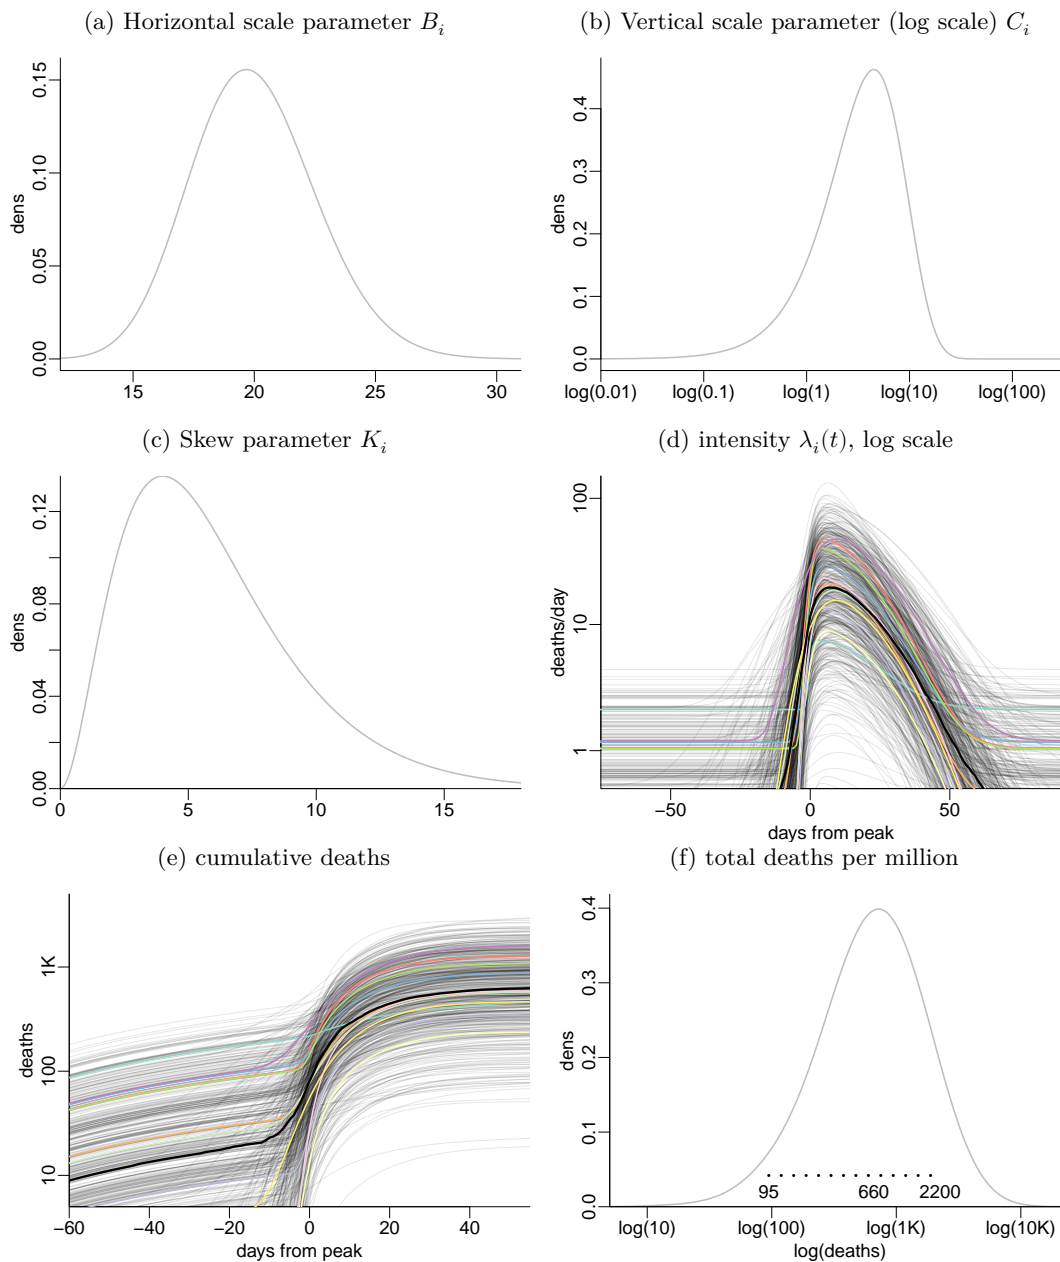 (a) Horizontal scale parameter B_i
(b) Vertical scale parameter (log scale) C_i
dens
0.00
0.05
0.10
0.15
15
20
25
30
dens
0.0
0.1
0.2
0.3
0.4
log(0.01)
log(0.1)
log(1)
log(10)
log(100)
(c) Skew parameter K_i
(d) intensity λ_i(t), log scale
dens
0.00
0.04
0.08
0.12
0
5
10
15
deaths/day
1
10
100
−50
0
50
days from peak
(e) cumulative deaths
(f) total deaths per million
deaths
10
100
1K
−60
−40
−20
0
20
40
days from peak
dens
0.0
0.1
0.2
0.3
0.4
95
660
2200
log(10)
log(100)
log(1K)
log(10K)
log(deaths)